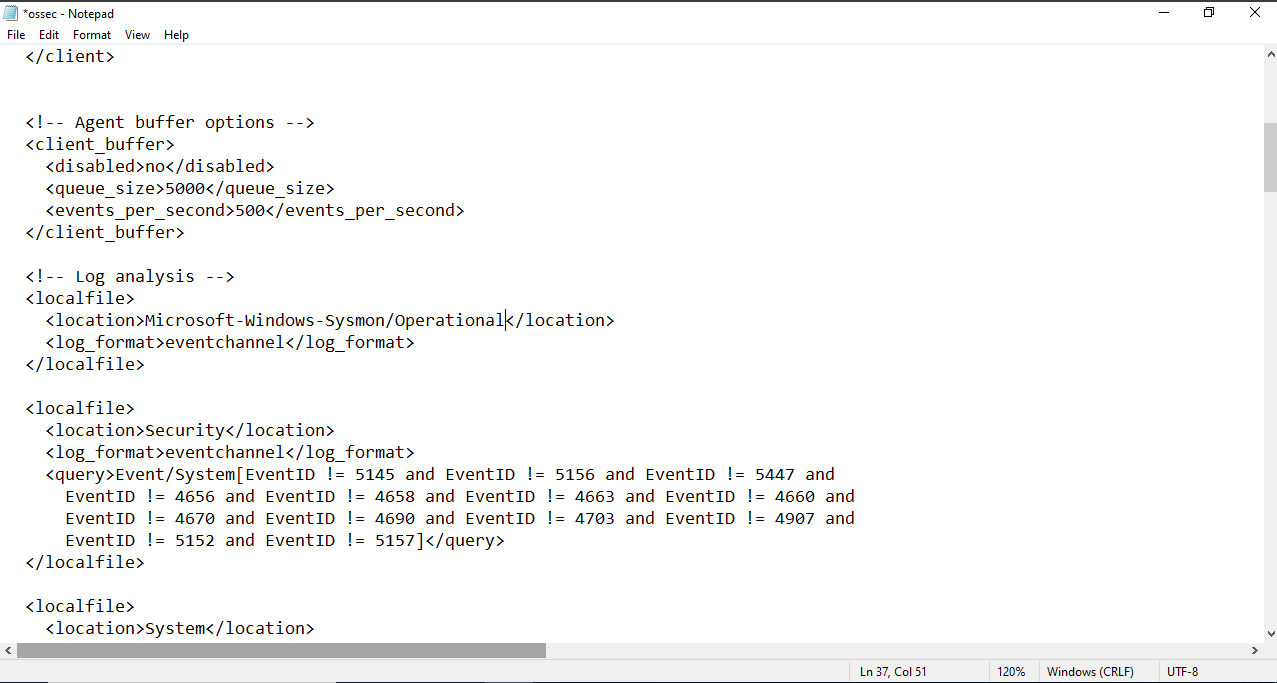 *ossec - Notepad
File Edit Format View Help
</client>
<!-- Agent buffer options -->
<client_buffer>
<disabled>no</disabled>
<queue_size>5000</queue_size>
<events_per_second>500</events_per_second>
</client_buffer>
<!-- Log analysis -->
<localfile>
<location>Microsoft-Windows-Sysmon/Operational</location>
<log_format>eventchannel</log_format>
</localfile>
<localfile>
<location>Security</location>
<log_format>eventchannel</log_format>
<query>Event/System[EventID != 5145 and EventID != 5156 and EventID != 5447 and
EventID != 4656 and EventID != 4658 and EventID != 4663 and EventID != 4660 and
EventID != 4670 and EventID != 4690 and EventID != 4703 and EventID != 4907 and
EventID != 5152 and EventID != 5157]</query>
</localfile>
<localfile>
<location>System</location>
Ln 37, Col 51 120% Windows (CRLF) UTF-8